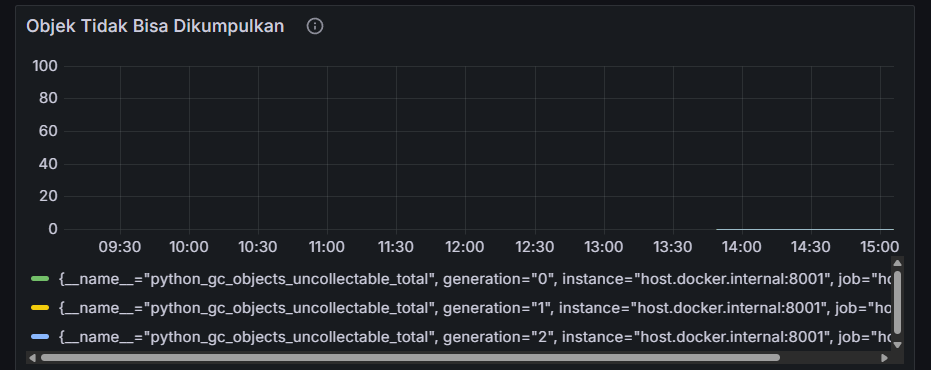 Objek Tidak Bisa Dikumpulkan
100
80
60
40
20
0
09:30 10:00 10:30 11:00 11:30 12:00 12:30 13:00 13:30 14:00 14:30 15:00
{__name__="python_gc_objects_uncollectable_total", generation="0", instance="host.docker.internal:8001", job="ho
{__name__="python_gc_objects_uncollectable_total", generation="1", instance="host.docker.internal:8001", job="ho
{__name__="python_gc_objects_uncollectable_total", generation="2", instance="host.docker.internal:8001", job="ho